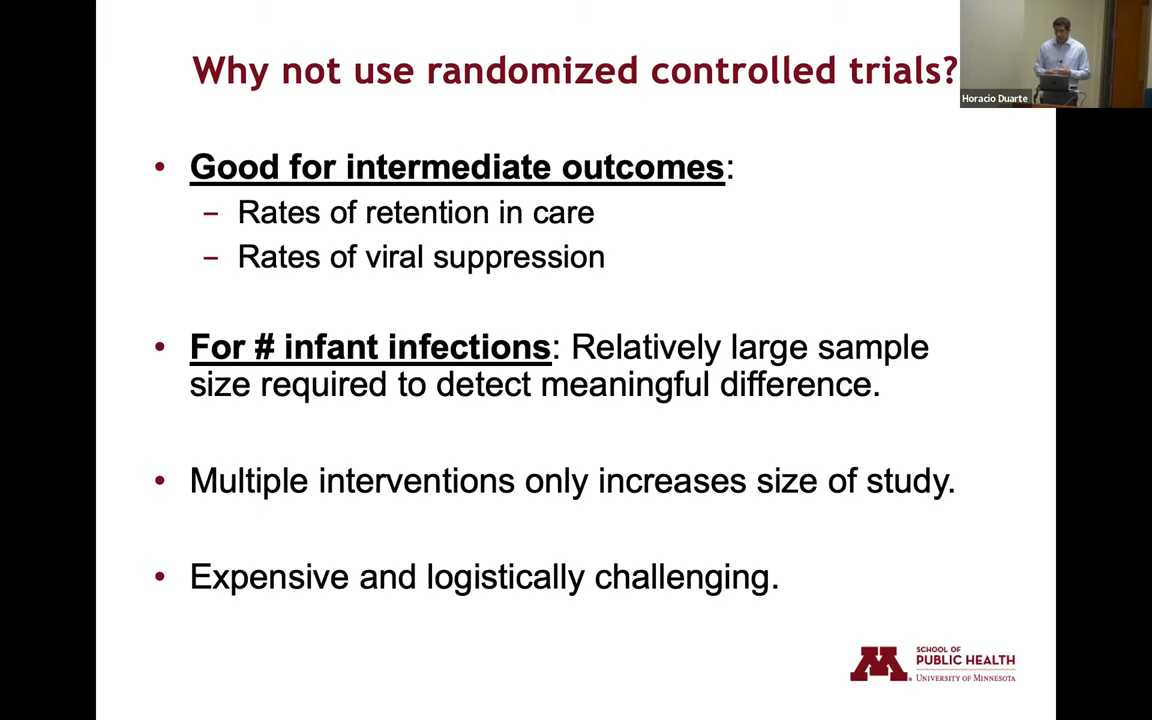 Why not use randomized controlled trials?
Horacio Duarte
• Good for intermediate outcomes:
– Rates of retention in care
– Rates of viral suppression
• For # infant infections: Relatively large sample
size required to detect meaningful difference.
• Multiple interventions only increases size of study.
• Expensive and logistically challenging.
M
SCHOOL OF
PUBLIC HEALTH
UNIVERSITY OF MINNESOTA